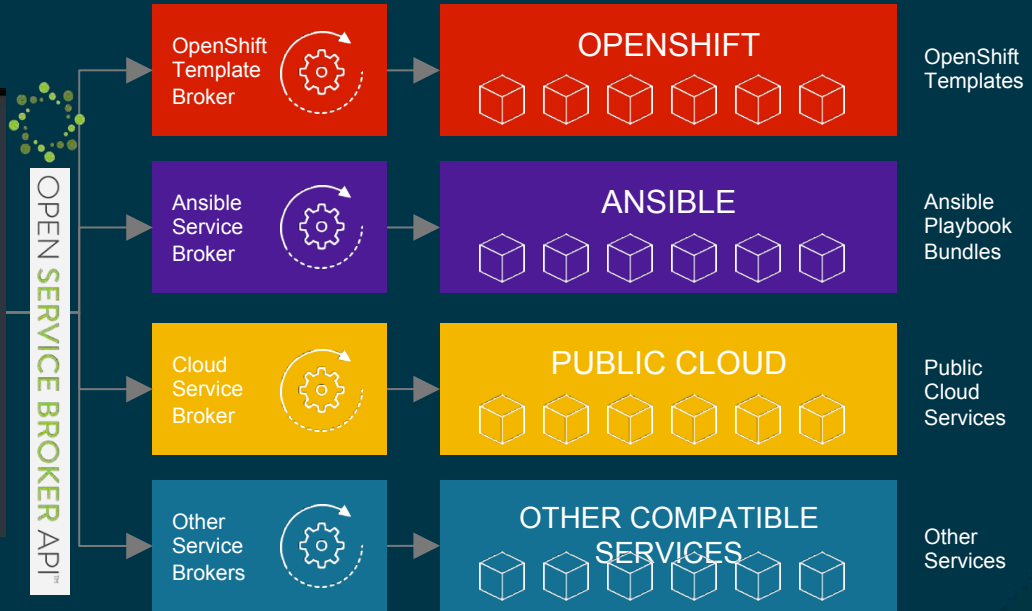 OPEN SERVICE BROKER API™
OpenShift
Template
Broker
OPENSHIFT
OpenShift
Templates
Ansible
Service
Broker
ANSIBLE
Ansible
Playbook
Bundles
Cloud
Service
Broker
PUBLIC CLOUD
Public
Cloud
Services
Other
Service
Brokers
OTHER COMPATIBLE
SERVICES
Other
Services